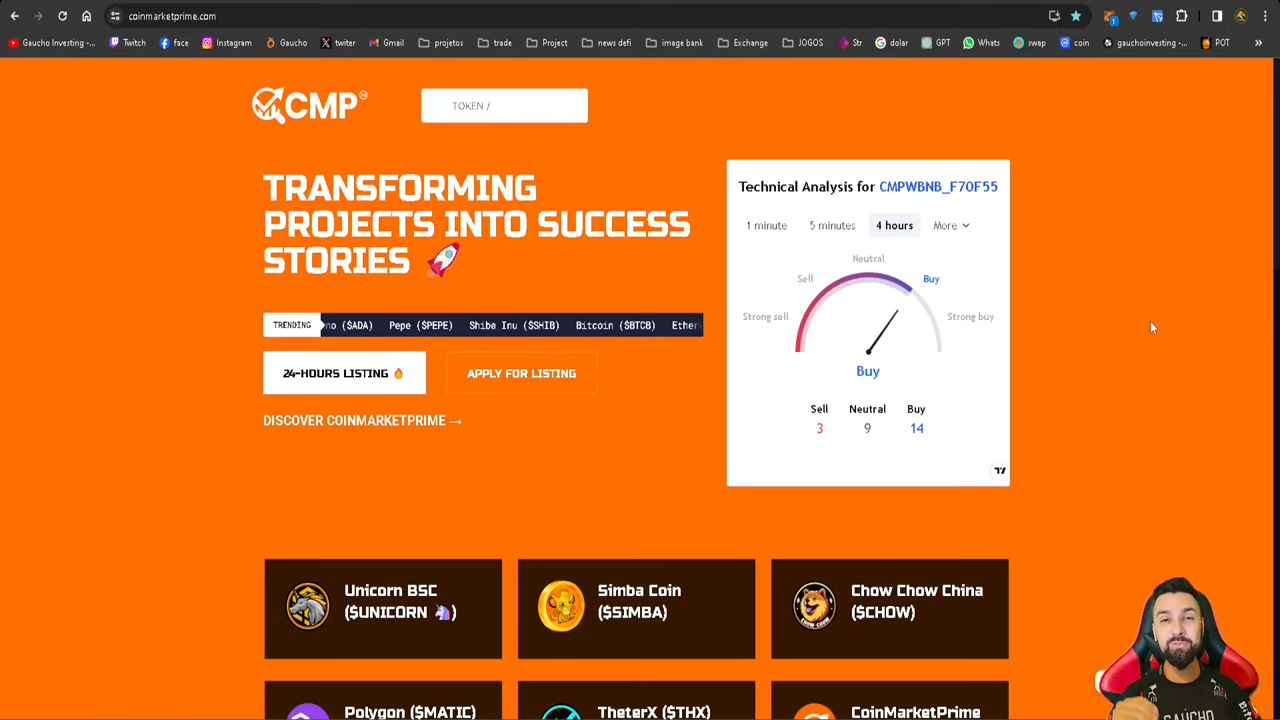 coinmarketprime.com
Gaucho Investing -...
Twitch
face
Instagram
Gaucho
twiter
Gmail
projetos
trade
Project
news defi
image bank
Exchange
JOGOS
Str
dolar
GPT
Whats
swap
coin
gauchoinvesting -...
POT
CMP
TOKEN /
TRANSFORMING
PROJECTS INTO SUCCESS
STORIES 🚀
TRENDING
no ($ADA) Pepe ($PEPE) Shiba Inu ($SHIB) Bitcoin ($BTCB) Ether
24-HOURS LISTING 🔥
APPLY FOR LISTING
DISCOVER COINMARKETPRIME →
Technical Analysis for CMPWBNB_F70F55
1 minute 5 minutes 4 hours More
Neutral
Sell Buy
Strong sell Strong buy
Buy
Sell Neutral Buy
3 9 14
Unicorn BSC
($UNICORN 🦄)
Simba Coin
($SIMBA)
Chow Chow China
($CHOW)
Polygon ($MATIC)
TheterX ($THX)
CoinMarketPrime
GAÚCHO